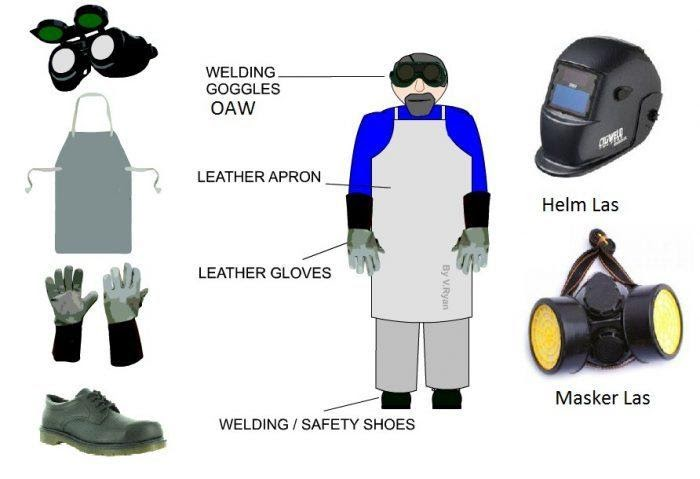 WELDING
GOGGLES
OAW
LEATHER APRON
LEATHER GLOVES
WELDING / SAFETY SHOES
By V.Ryan
Helm Las
Masker Las